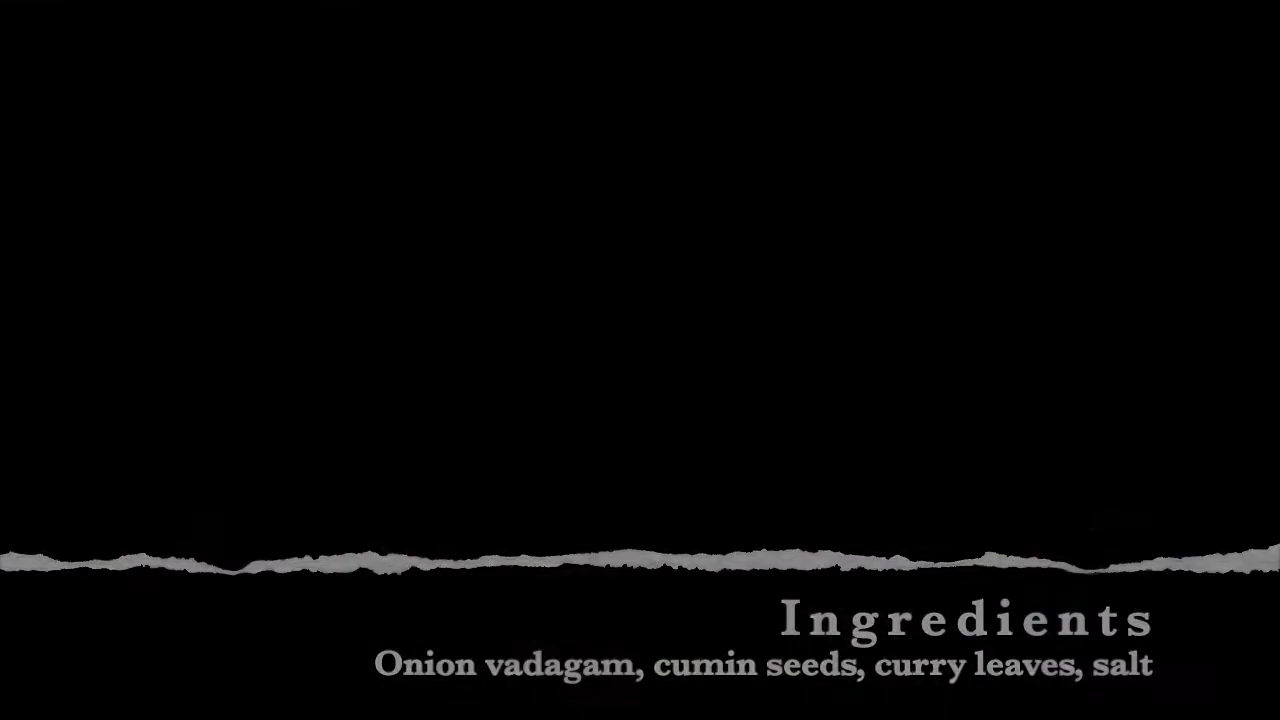 Ingredients
Onion vadagam, cumin seeds, curry leaves, salt